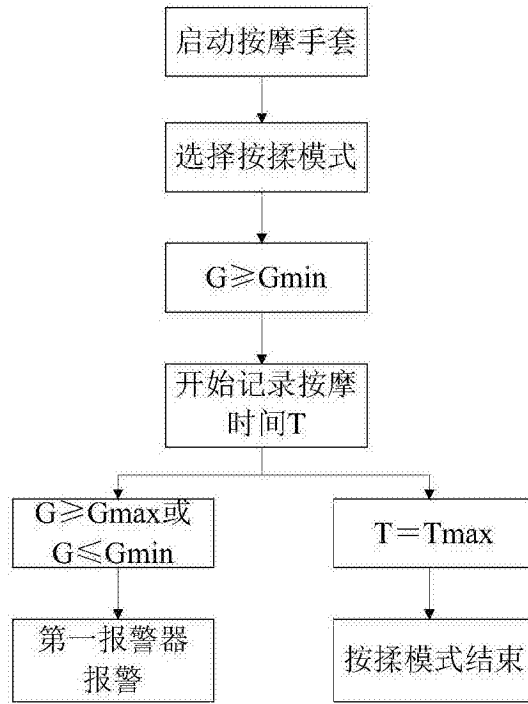 启动按摩手套
选择按揉模式
G≥Gmin
开始记录按摩
时间T
G≥Gmax或
G≤Gmin
T=Tmax
第一报警器
报警
按揉模式结束